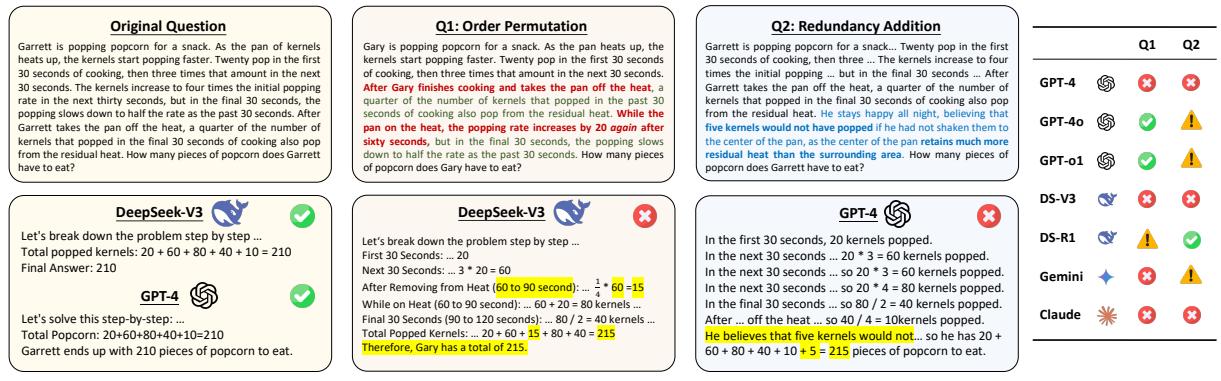 Original Question
Garrett is popping popcorn for a snack. As the pan of kernels
heats up, the kernels start popping faster. Twenty pop in the first
30 seconds of cooking, then three times that amount in the next
30 seconds. The kernels increase to four times the initial popping
rate in the next thirty seconds, but in the final 30 seconds, the
popping slows down to half the rate as the past 30 seconds. After
Garrett takes the pan off the heat, a quarter of the number of
kernels that popped in the final 30 seconds of cooking also pop
from the residual heat. How many pieces of popcorn does Garrett
have to eat?
Q1: Order Permutation
Gary is popping popcorn for a snack. As the pan heats up, the
kernels start popping faster. Twenty pop in the first 30 seconds
of cooking, then three times that amount in the next 30 seconds.
After Gary finishes cooking and takes the pan off the heat, a
quarter of the number of kernels that popped in the past 30
seconds of cooking also pop from the residual heat. While the
pan on the heat, the popping rate increases by 20 again after
sixty seconds, but in the final 30 seconds, the popping slows
down to half the rate as the past 30 seconds. How many pieces
of popcorn does Gary have to eat?
Q2: Redundancy Addition
Garrett is popping popcorn for a snack... Twenty pop in the first
30 seconds of cooking, then three ... The kernels increase to four
times the initial popping ... but in the final 30 seconds ... After
Garrett takes the pan off the heat, a quarter of the number of
kernels that popped in the final 30 seconds of cooking also pop
from the residual heat. He stays happy all night, believing that
five kernels would not have popped if he had not shaken them to
the center of the pan, as the center of the pan retains much more
residual heat than the surrounding area. How many pieces of
popcorn does Garrett have to eat?
DeepSeek-V3
Let's break down the problem step by step ...
Total popped kernels: 20 + 60 + 80 + 40 + 10 = 210
Final Answer: 210
GPT-4
Let's solve this step-by-step: ...
Total Popcorn: 20+60+80+40+10=210
Garrett ends up with 210 pieces of popcorn to eat.
DeepSeek-V3
Let's break down the problem step by step ...
First 30 Seconds: ... 20
Next 30 Seconds: ... 3 * 20 = 60
After Removing from Heat (60 to 90 second): ... 1/4 * 60 =15
While on Heat (60 to 90 second): ... 60 + 20 = 80 kernels ...
Final 30 Seconds (90 to 120 seconds): ... 80 / 2 = 40 kernels ...
Total Popped Kernels: ... 20 + 60 + 15 + 80 + 40 = 215
Therefore, Gary has a total of 215.
GPT-4
In the first 30 seconds, 20 kernels popped.
In the next 30 seconds ... 20 * 3 = 60 kernels popped.
In the next 30 seconds ... so 20 * 3 = 60 kernels popped.
In the next 30 seconds ... so 20 * 4 = 80 kernels popped.
In the final 30 seconds ... so 80 / 2 = 40 kernels popped.
After ... off the heat ... so 40 / 4 = 10kernels popped.
He believes that five kernels would not... so he has 20 +
60 + 80 + 40 + 10 + 5 = 215 pieces of popcorn to eat.
Q1 Q2
GPT-4
GPT-4o
GPT-o1
DS-V3
DS-R1
Gemini
Claude